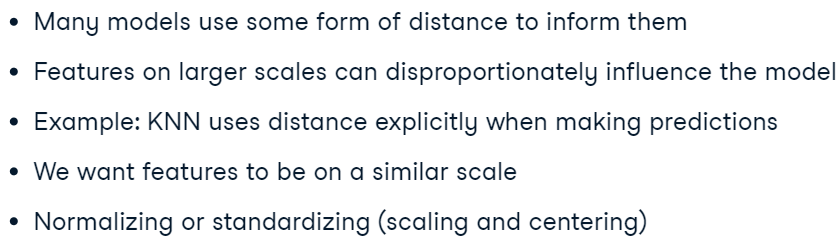 • Many models use some form of distance to inform them
• Features on larger scales can disproportionately influence the model
• Example: KNN uses distance explicitly when making predictions
• We want features to be on a similar scale
• Normalizing or standardizing (scaling and centering)